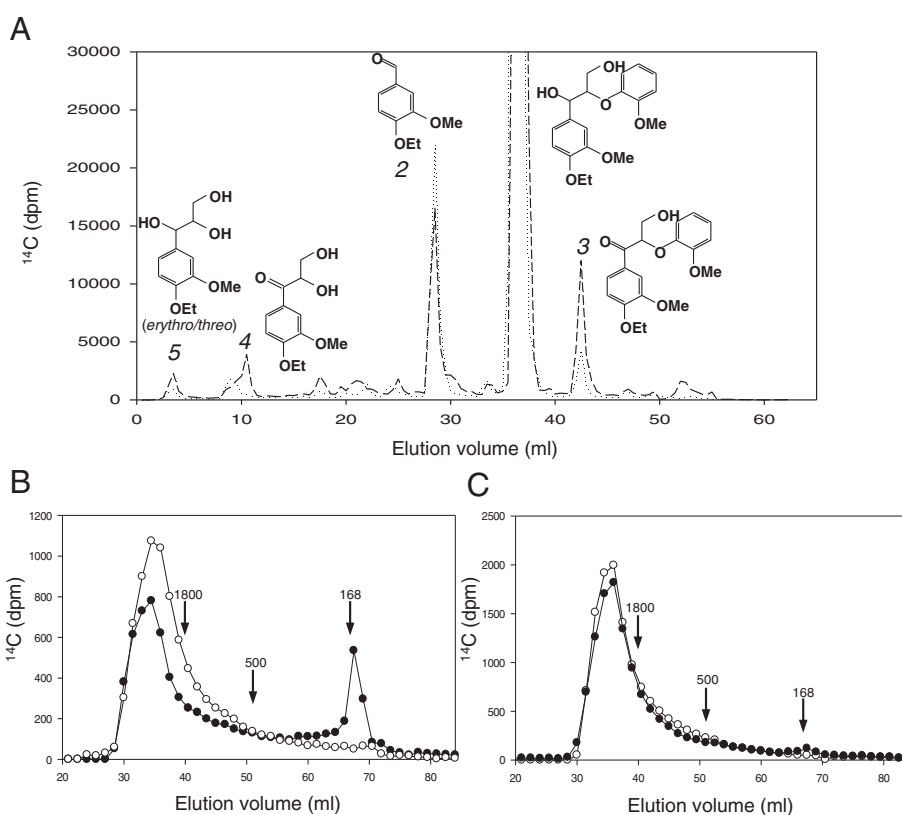 A
30000
25000
20000
15000
10000
5000
0
¹⁴C (dpm)
0 10 20 30 40 50 60
Elution volume (ml)
OH
HO
OH
OMe
OEt
(erythro/threo)
5
OH
O
OH
OMe
OEt
4
O
OMe
OEt
2
OH
HO
O
OMe
OMe
OEt
3
OH
O
O
OMe
OMe
OEt
B
1200
1000
800
600
400
200
0
¹⁴C (dpm)
1800
500
168
20 30 40 50 60 70 80
Elution volume (ml)
C
2500
2000
1500
1000
500
0
¹⁴C (dpm)
1800
500
168
20 30 40 50 60 70 80
Elution volume (ml)